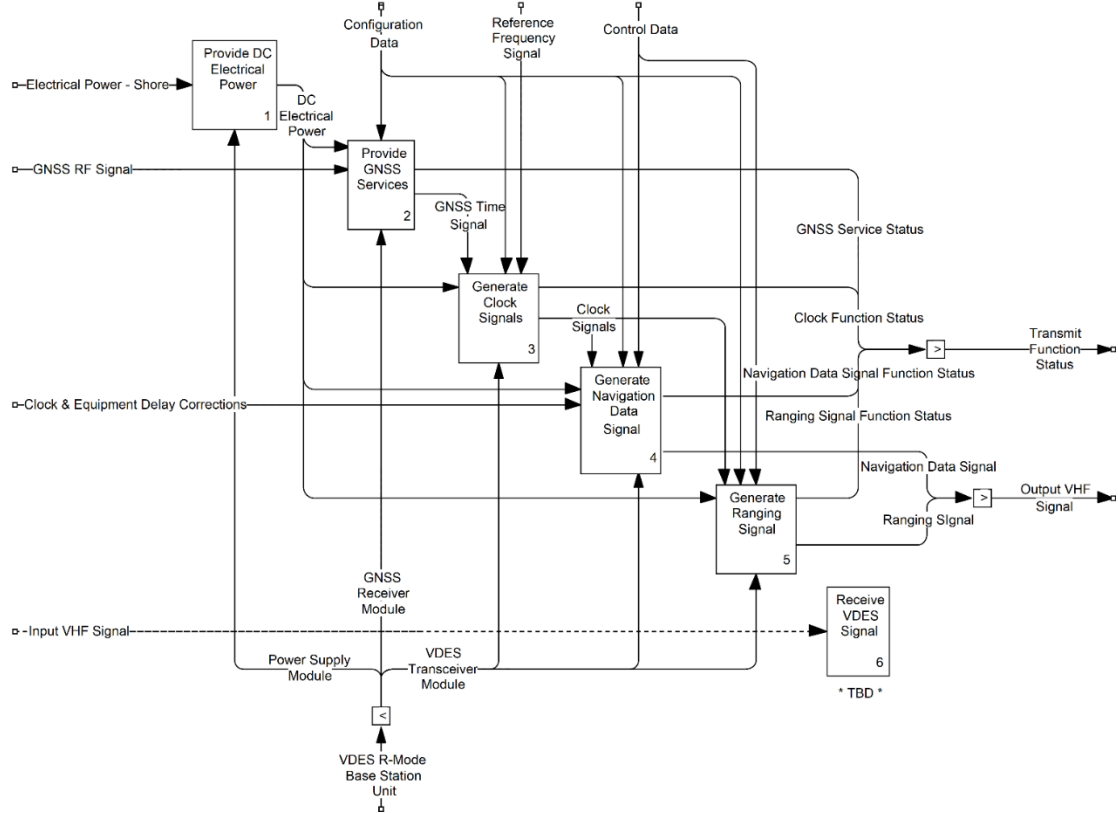 Configuration
Data
Reference
Frequency
Signal
Control Data
Provide DC
Electrical
Power
1
Electrical Power - Shore
DC
Electrical
Power
Provide
GNSS
Services
2
GNSS RF Signal
GNSS Time
Signal
GNSS Service Status
Generate
Clock
Signals
3
Clock
Signals
Clock Function Status
>
Transmit
Function
Status
Generate
Navigation
Data
Signal
4
Navigation Data Signal Function Status
Clock & Equipment Delay Corrections
Ranging Signal Function Status
Navigation Data Signal
Generate
Ranging
Signal
5
>
Output VHF
Signal
Ranging SIgnal
GNSS
Receiver
Module
Receive
VDES
Signal
6
* TBD *
Input VHF Signal
Power Supply
Module
VDES
Transceiver
Module
<
VDES R-Mode
Base Station
Unit